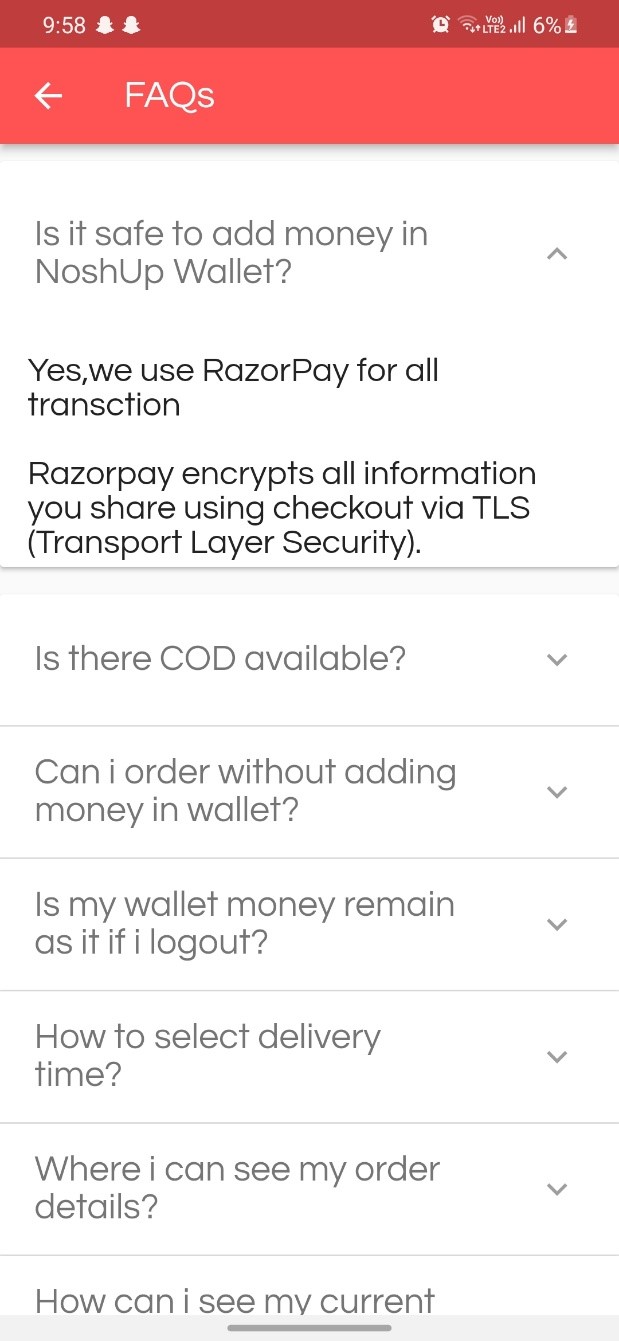 9:58
Vo))
LTE2
6%
FAQs
Is it safe to add money in
NoshUp Wallet?
Yes,we use RazorPay for all
transction
Razorpay encrypts all information
you share using checkout via TLS
(Transport Layer Security).
Is there COD available?
Can i order without adding
money in wallet?
Is my wallet money remain
as it if i logout?
How to select delivery
time?
Where i can see my order
details?
How can i see my current